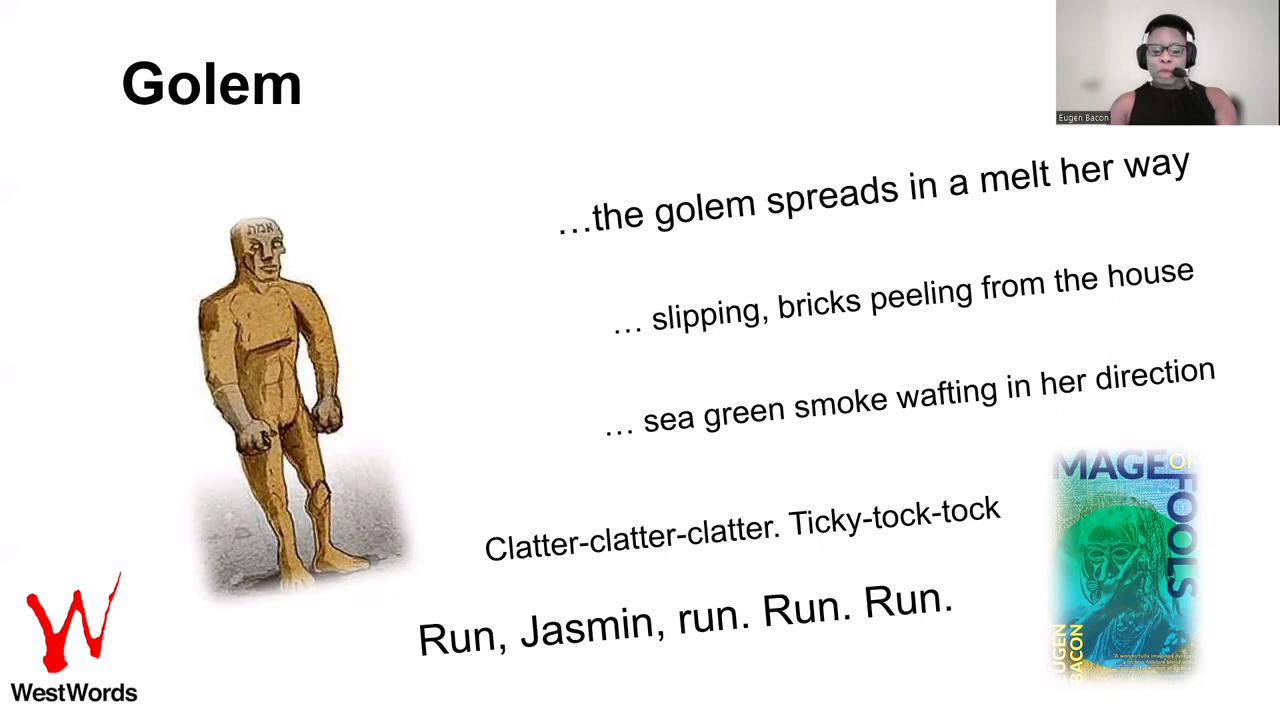 Golem
Eugen Bacon
…the golem spreads in a melt her way
אמת
… slipping, bricks peeling from the house
… sea green smoke wafting in her direction
Clatter-clatter-clatter. Ticky-tock-tock
Run, Jasmin, run. Run. Run.
MAGE OF
FOOLS
EUGEN
BACON
WestWords